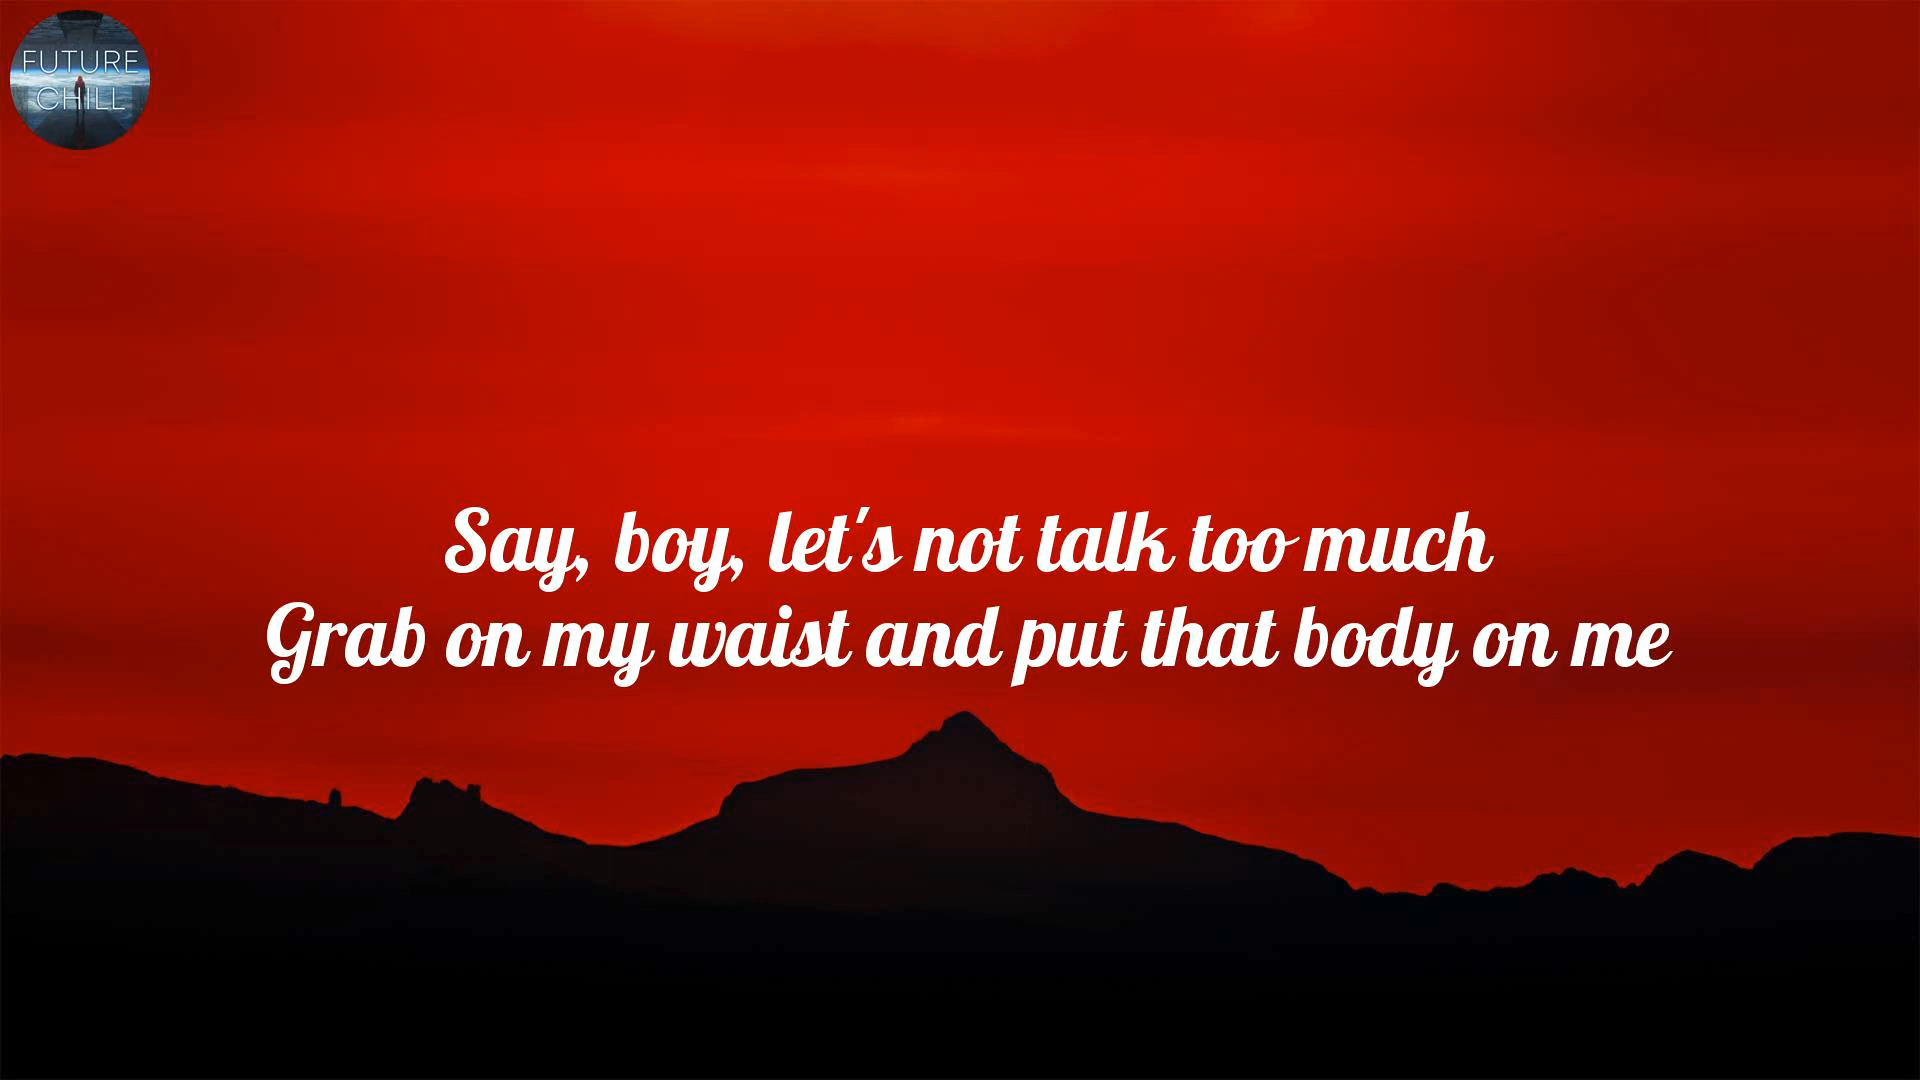 FUTURE
CHILL
Say, boy, let's not talk too much
Grab on my waist and put that body on me